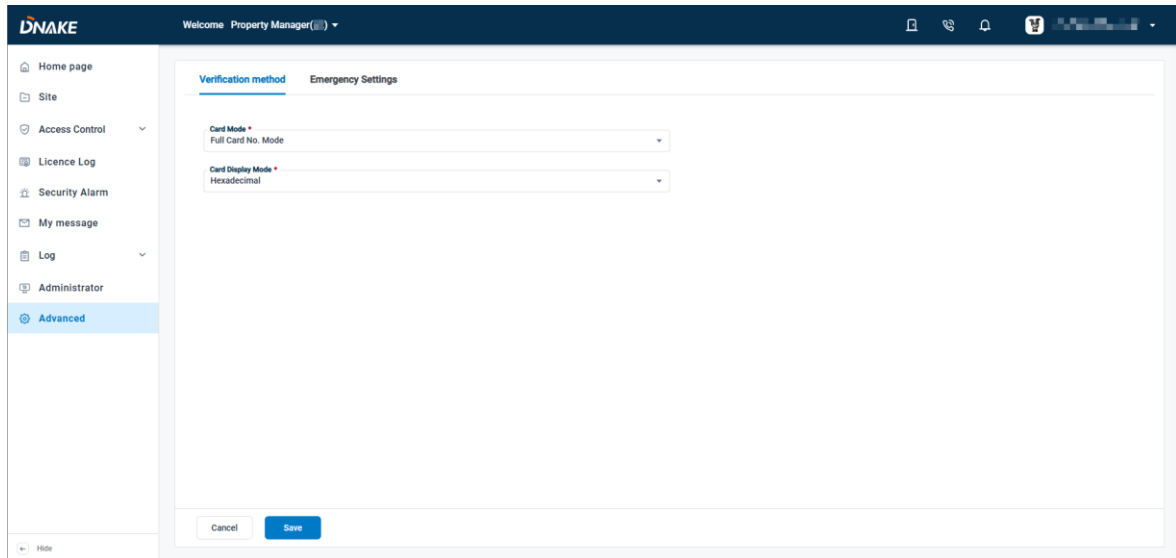 DNAKE
Welcome Property Manager( )
Home page
Site
Access Control
Licence Log
Security Alarm
My message
Log
Administrator
Advanced
Hide
Verification method
Emergency Settings
Card Mode *
Full Card No. Mode
Card Display Mode *
Hexadecimal
Cancel
Save